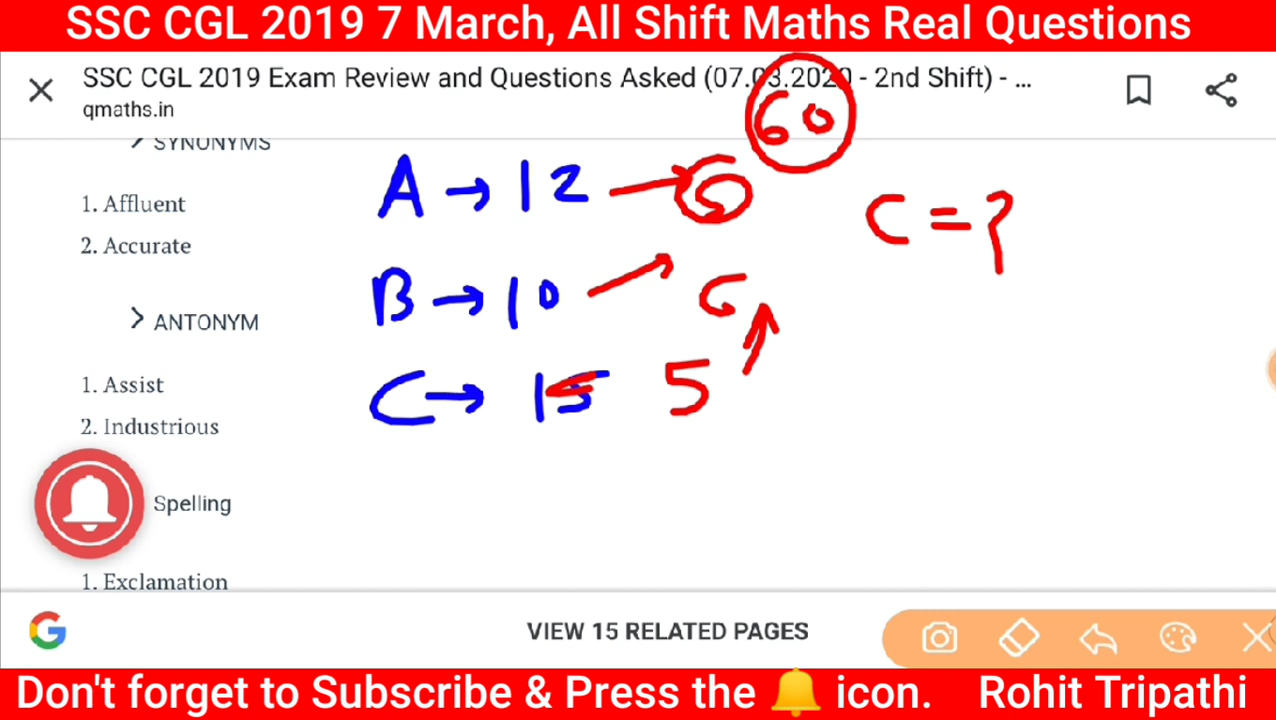 SSC CGL 2019 7 March, All Shift Maths Real Questions
SSC CGL 2019 Exam Review and Questions Asked (07.03.2020 - 2nd Shift) - ...
qmaths.in
60
SYNONYMS
A → 12 → 5
1. Affluent
C = ?
2. Accurate
B → 10 → 6
ANTONYM
1. Assist
C → 15 5
2. Industrious
Spelling
1. Exclamation
VIEW 15 RELATED PAGES
Don't forget to Subscribe & Press the 🔔 icon. Rohit Tripathi